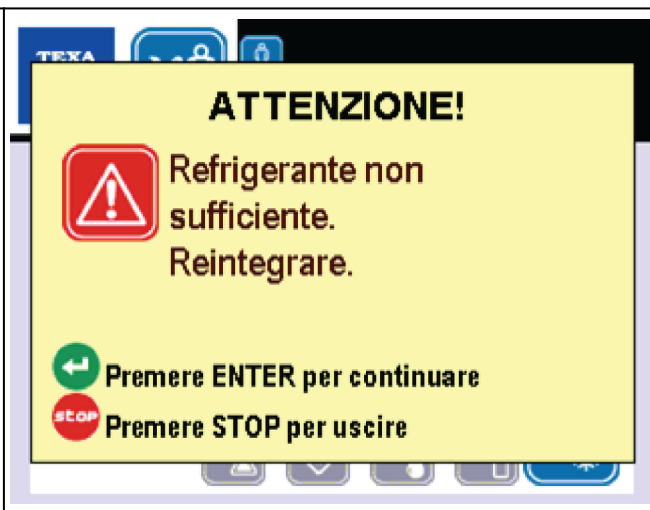 TEXA
ATTENZIONE!
Refrigerante non
sufficiente.
Reintegrare.
Premere ENTER per continuare
stop
Premere STOP per uscire